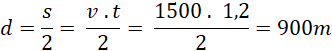 d = s/2 = v . t/2 = 1500 . 1,2/2 = 900m